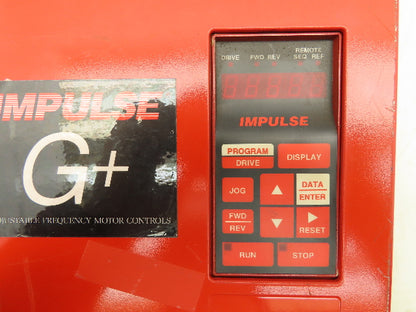 REMOTE
DRIVE FWD REV SEQ REF
IMPULSE
PROGRAM
DRIVE
DISPLAY
JOG
DATA
ENTER
FWD
REV
RESET
RUN
STOP
IMPULSE
G+
ADJUSTABLE FREQUENCY MOTOR CONTROLS